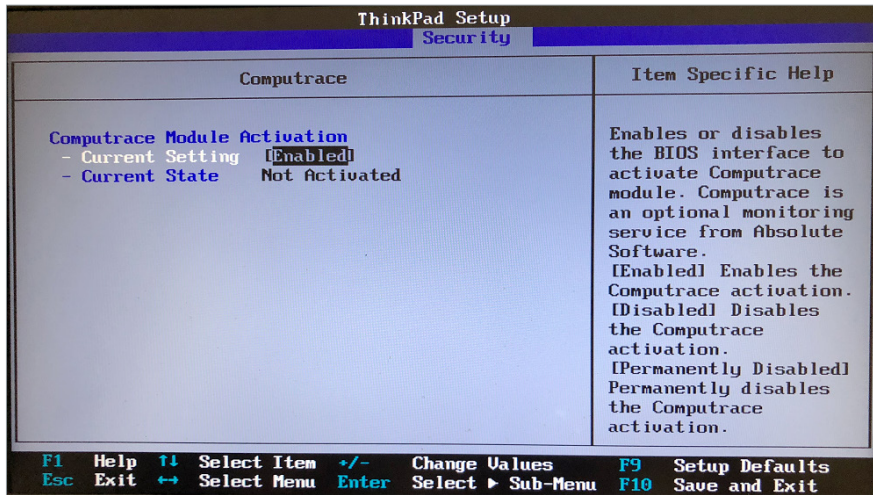 ThinkPad Setup
Security
Computrace
Item Specific Help
Computrace Module Activation
- Current Setting [Enabled]
- Current State Not Activated
Enables or disables
the BIOS interface to
activate Computrace
module. Computrace is
an optional monitoring
service from Absolute
Software.
[Enabled] Enables the
Computrace activation.
[Disabled] Disables
the Computrace
activation.
[Permanently Disabled]
Permanently disables
the Computrace
activation.
F1 Help ↑↓ Select Item +/- Change Values F9 Setup Defaults
Esc Exit ↔ Select Menu Enter Select ▶ Sub-Menu F10 Save and Exit